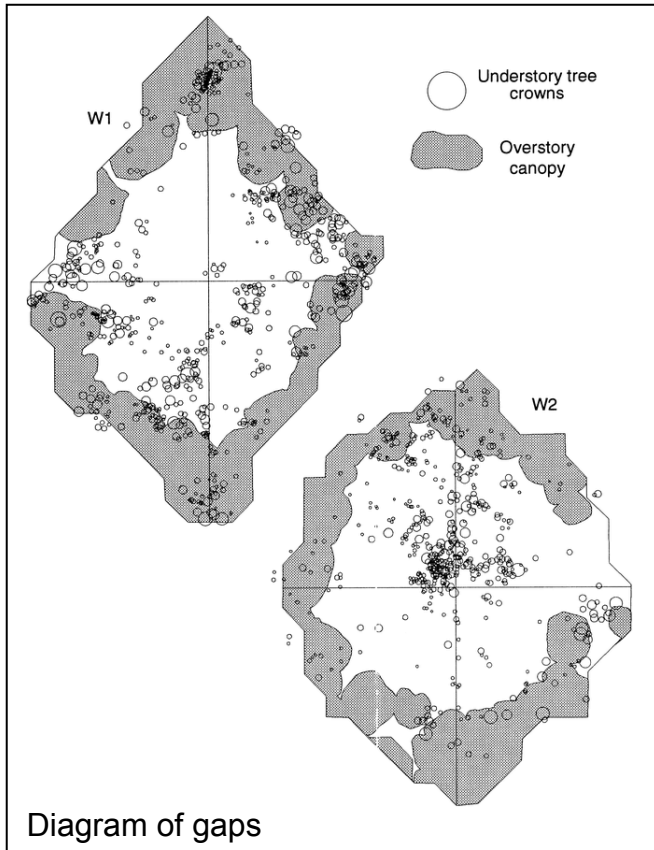 W1
Understory tree
crowns
Overstory
canopy
W2
Diagram of gaps